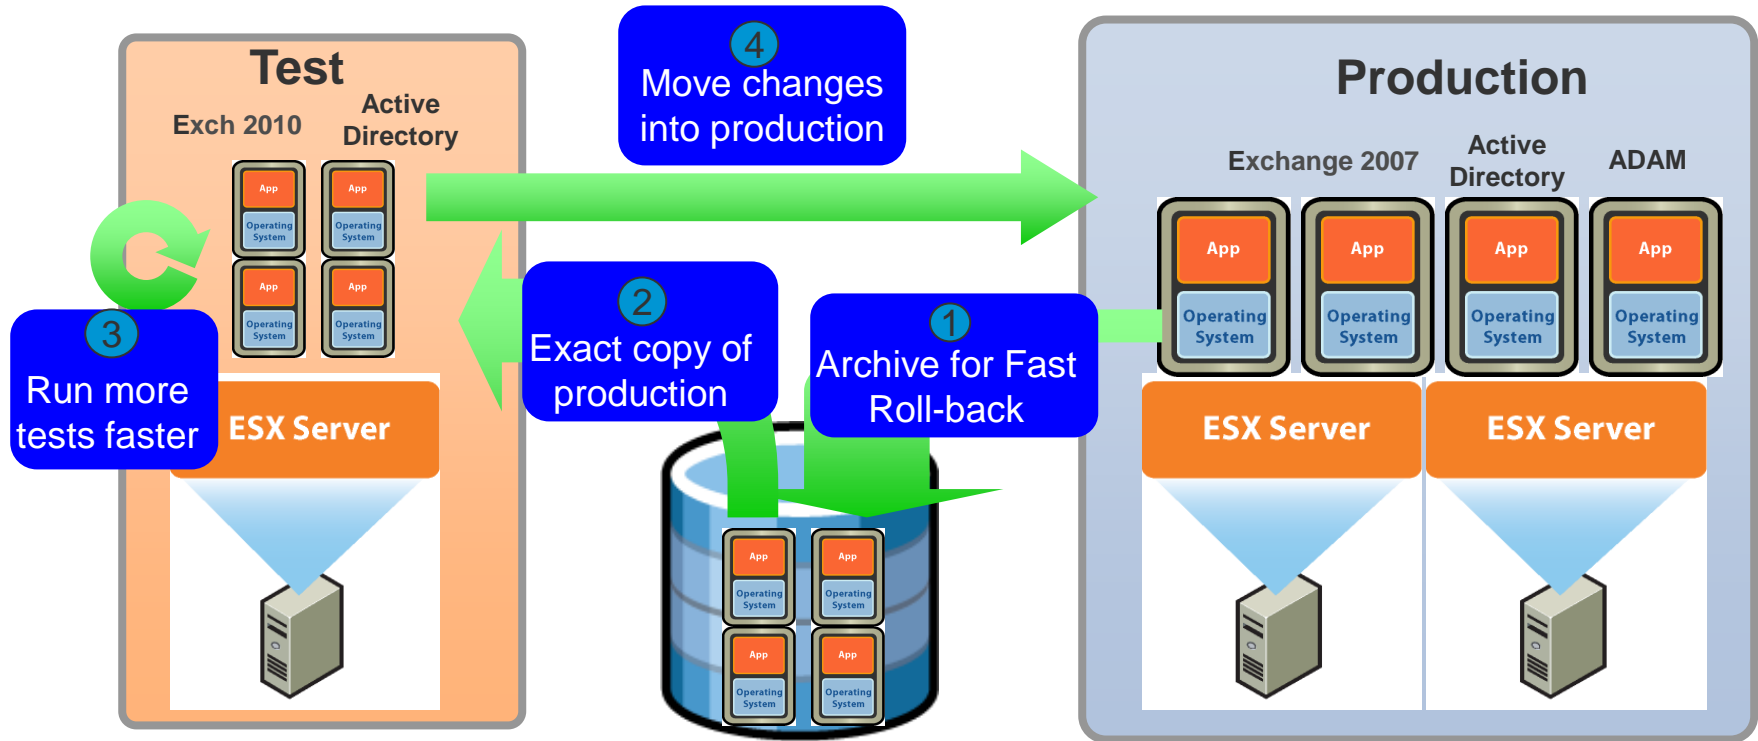 Test
Exch 2010
Active
Directory
App
Operating
System
App
Operating
System
App
Operating
System
App
Operating
System
ESX Server
3
Run more
tests faster
4
Move changes
into production
2
Exact copy of
production
1
Archive for Fast
Roll-back
App
Operating
System
App
Operating
System
App
Operating
System
App
Operating
System
Production
Exchange 2007
Active
Directory
ADAM
App
Operating
System
App
Operating
System
App
Operating
System
App
Operating
System
ESX Server
ESX Server